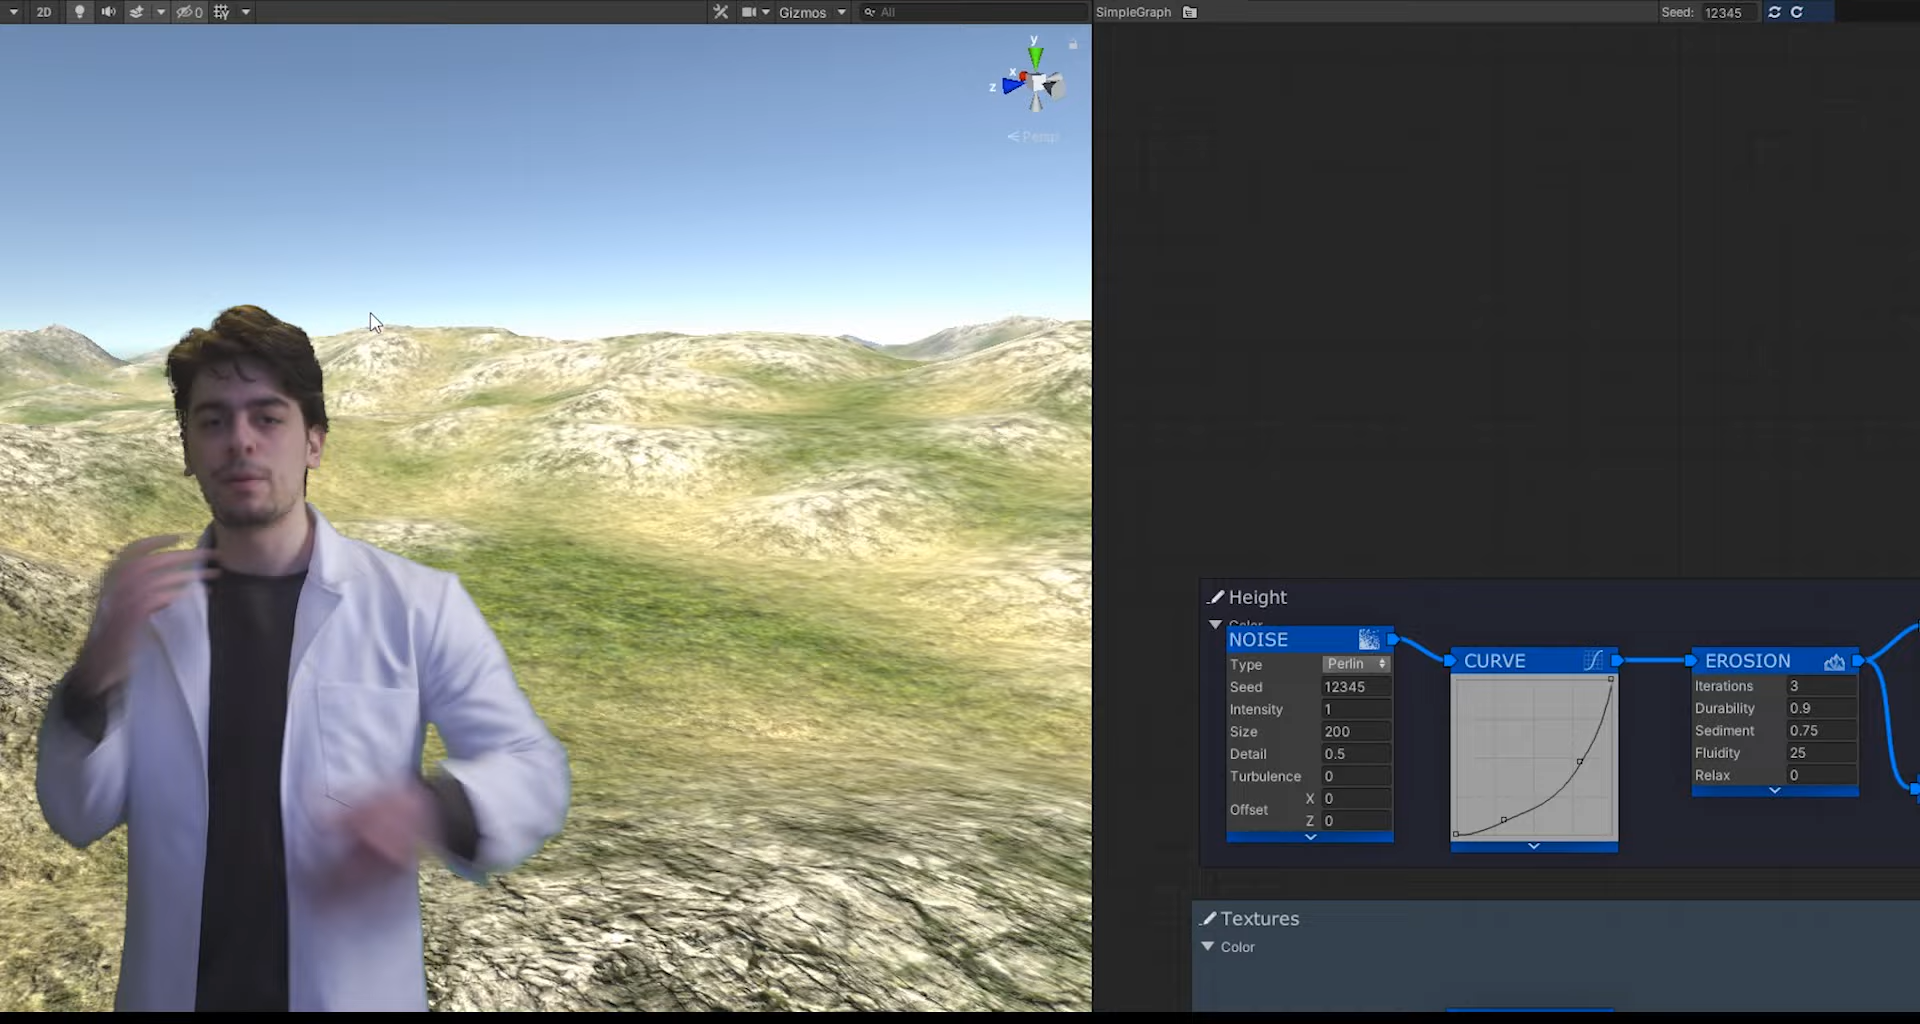 2D
0
Gizmos
All
SimpleGraph
Seed: 12345
y
x
z
Persp
Height
Color
NOISE
Type Perlin
Seed 12345
Intensity 1
Size 200
Detail 0.5
Turbulence 0
Offset X 0
Z 0
CURVE
EROSION
Iterations 3
Durability 0.9
Sediment 0.75
Fluidity 25
Relax 0
Textures
Color